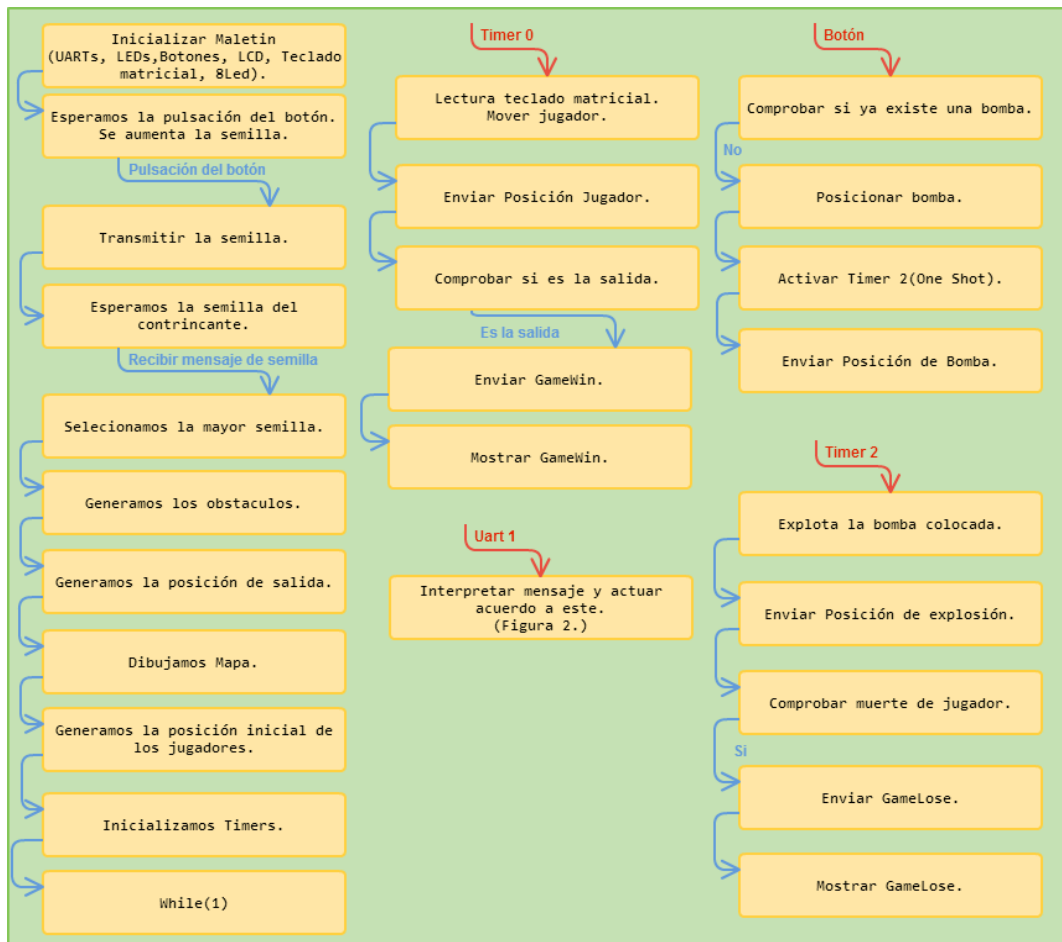 Inicializar Maletin
(UARTs, LEDs,Botones, LCD, Teclado
matricial, 8Led).
Esperamos la pulsación del botón.
Se aumenta la semilla.
Pulsación del botón
Transmitir la semilla.
Esperamos la semilla del
contrincante.
Recibir mensaje de semilla
Selecionamos la mayor semilla.
Generamos los obstaculos.
Generamos la posición de salida.
Dibujamos Mapa.
Generamos la posición inicial de
los jugadores.
Inicializamos Timers.
While(1)
Timer 0
Lectura teclado matricial.
Mover jugador.
Enviar Posición Jugador.
Comprobar si es la salida.
Es la salida
Enviar GameWin.
Mostrar GameWin.
Uart 1
Interpretar mensaje y actuar
acuerdo a este.
(Figura 2.)
Botón
Comprobar si ya existe una bomba.
No
Posicionar bomba.
Activar Timer 2(One Shot).
Enviar Posición de Bomba.
Timer 2
Explota la bomba colocada.
Enviar Posición de explosión.
Comprobar muerte de jugador.
Si
Enviar GameLose.
Mostrar GameLose.